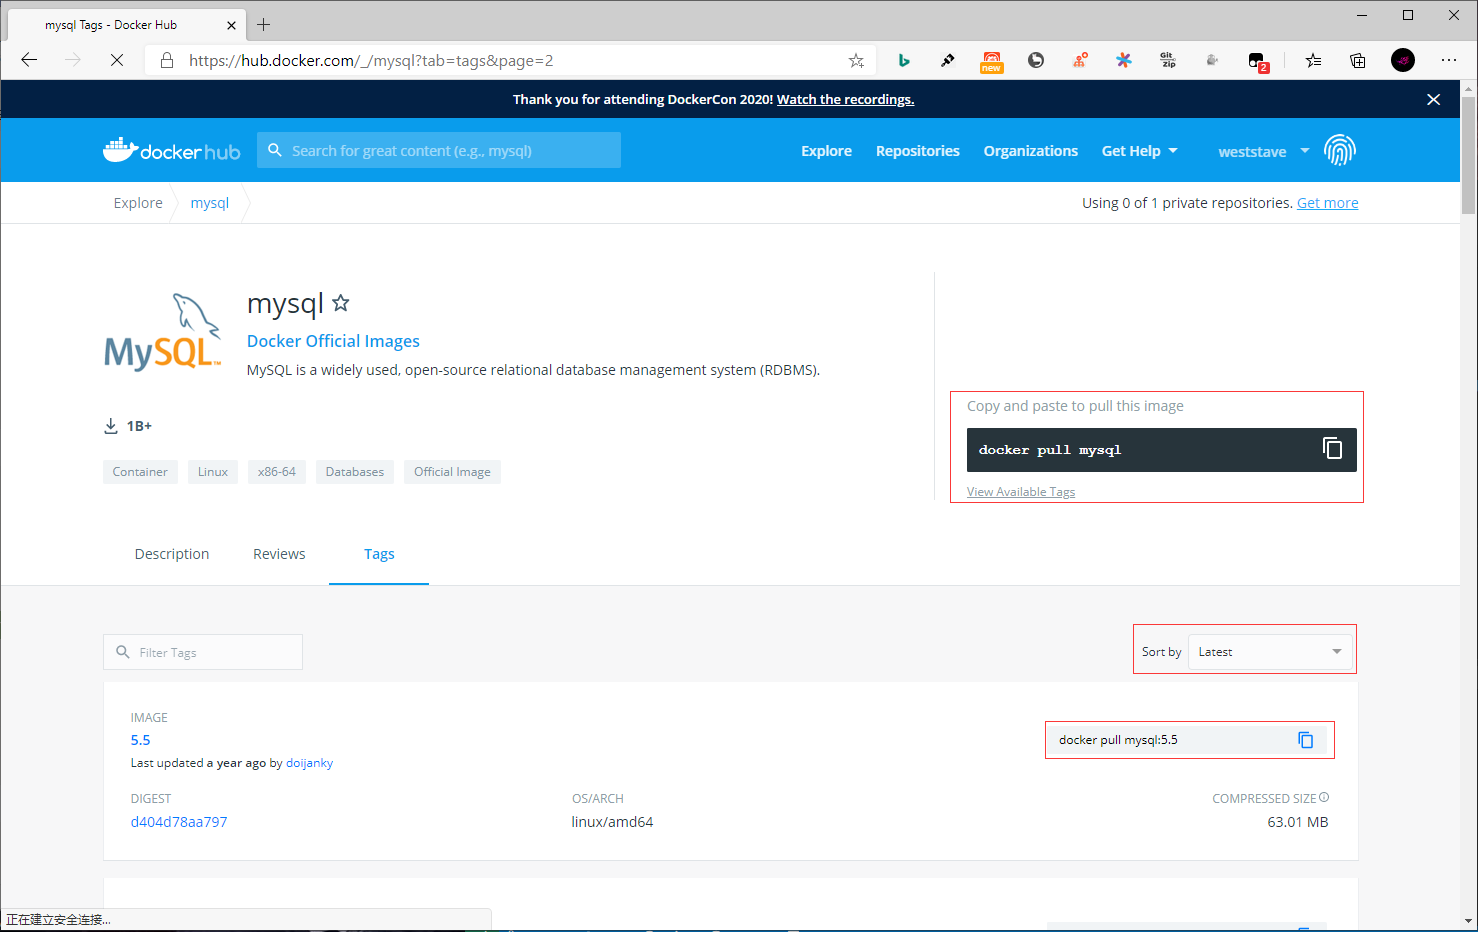 mysql Tags - Docker Hub
https://hub.docker.com/_/mysql?tab=tags&page=2
new
Git
Zip
2
Thank you for attending DockerCon 2020! Watch the recordings.
docker hub
Search for great content (e.g., mysql)
Explore
Repositories
Organizations
Get Help
weststave
Explore
mysql
Using 0 of 1 private repositories. Get more
MySQL™
mysql
Docker Official Images
MySQL is a widely used, open-source relational database management system (RDBMS).
1B+
Container
Linux
x86-64
Databases
Official Image
Copy and paste to pull this image
docker pull mysql
View Available Tags
Description
Reviews
Tags
Filter Tags
Sort by
Latest
IMAGE
5.5
Last updated a year ago by doijanky
docker pull mysql:5.5
DIGEST
d404d78aa797
OS/ARCH
linux/amd64
COMPRESSED SIZE
63.01 MB
正在建立安全连接...